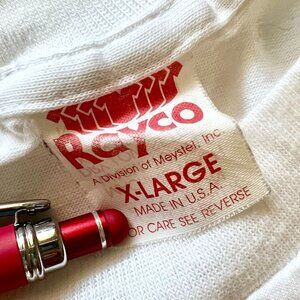 Rayco
A Division of Meystel, Inc.
X-LARGE
MADE IN U.S.A.
FOR CARE SEE REVERSE